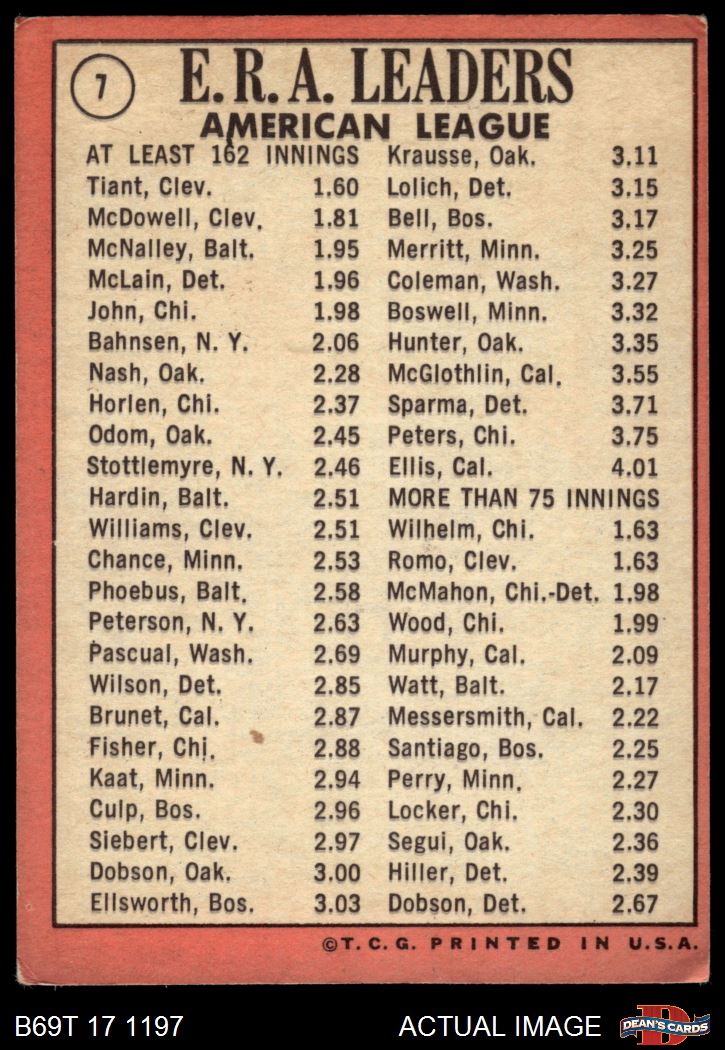 7
E.R.A. LEADERS
AMERICAN LEAGUE
AT LEAST 162 INNINGS
Tiant, Clev. 1.60
McDowell, Clev. 1.81
McNalley, Balt. 1.95
McLain, Det. 1.96
John, Chi. 1.98
Bahnsen, N. Y. 2.06
Nash, Oak. 2.28
Horlen, Chi. 2.37
Odom, Oak. 2.45
Stottlemyre, N. Y. 2.46
Hardin, Balt. 2.51
Williams, Clev. 2.51
Chance, Minn. 2.53
Phoebus, Balt. 2.58
Peterson, N. Y. 2.63
Pascual, Wash. 2.69
Wilson, Det. 2.85
Brunet, Cal. 2.87
Fisher, Chi. 2.88
Kaat, Minn. 2.94
Culp, Bos. 2.96
Siebert, Clev. 2.97
Dobson, Oak. 3.00
Ellsworth, Bos. 3.03
Krausse, Oak. 3.11
Lolich, Det. 3.15
Bell, Bos. 3.17
Merritt, Minn. 3.25
Coleman, Wash. 3.27
Boswell, Minn. 3.32
Hunter, Oak. 3.35
McGlothlin, Cal. 3.55
Sparma, Det. 3.71
Peters, Chi. 3.75
Ellis, Cal. 4.01
MORE THAN 75 INNINGS
Wilhelm, Chi. 1.63
Romo, Clev. 1.63
McMahon, Chi.-Det. 1.98
Wood, Chi. 1.99
Murphy, Cal. 2.09
Watt, Balt. 2.17
Messersmith, Cal. 2.22
Santiago, Bos. 2.25
Perry, Minn. 2.27
Locker, Chi. 2.30
Segui, Oak. 2.36
Hiller, Det. 2.39
Dobson, Det. 2.67
©T.C.G. PRINTED IN U.S.A.
B69T 17 1197
ACTUAL IMAGE
D
DEAN'S CARDS